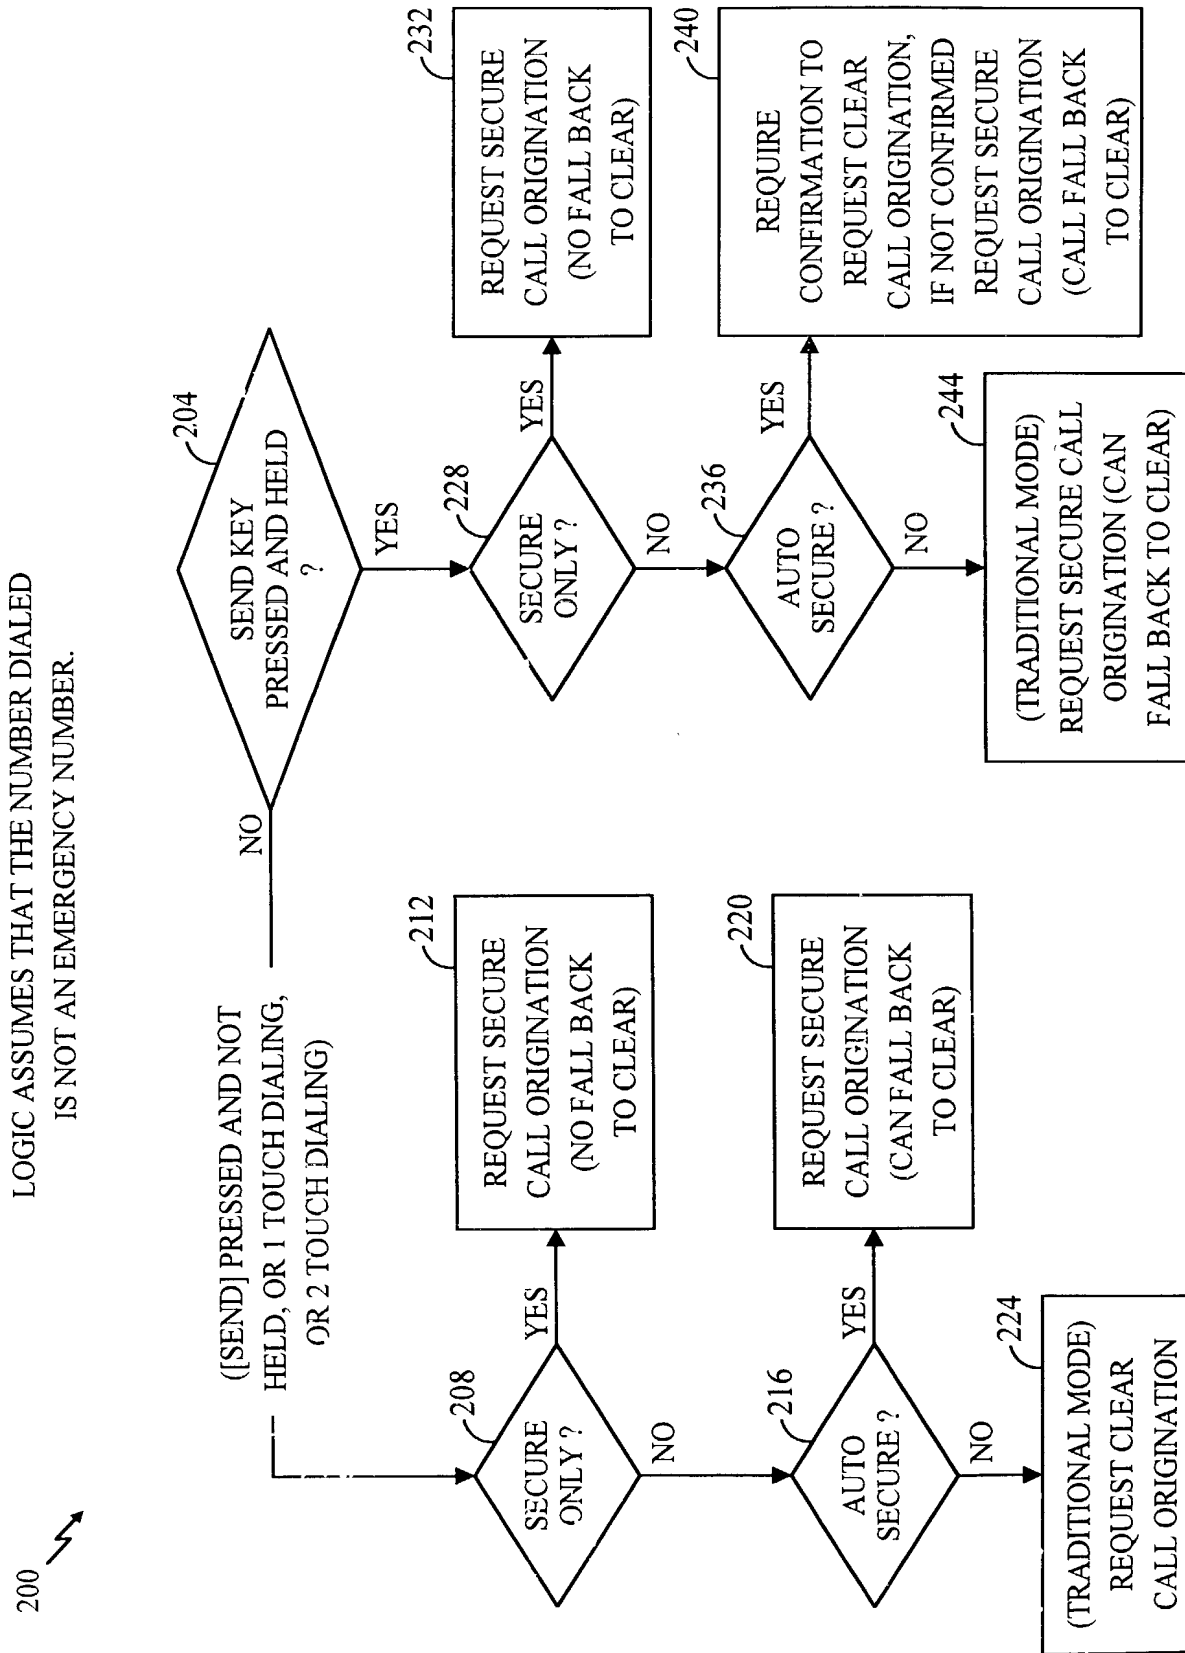 200
LOGIC ASSUMES THAT THE NUMBER DIALED
IS NOT AN EMERGENCY NUMBER.
204
SEND KEY
PRESSED AND HELD
?
NO
YES
([SEND] PRESSED AND NOT
HELD, OR 1 TOUCH DIALING,
OR 2 TOUCH DIALING)
208
SECURE
ONLY ?
YES
NO
212
REQUEST SECURE
CALL ORIGINATION
(NO FALL BACK
TO CLEAR)
216
AUTO
SECURE ?
YES
NO
220
REQUEST SECURE
CALL ORIGINATION
(CAN FALL BACK
TO CLEAR)
224
(TRADITIONAL MODE)
REQUEST CLEAR
CALL ORIGINATION
228
SECURE
ONLY ?
YES
NO
232
REQUEST SECURE
CALL ORIGINATION
(NO FALL BACK
TO CLEAR)
236
AUTO
SECURE ?
YES
NO
240
REQUIRE
CONFIRMATION TO
REQUEST CLEAR
CALL ORIGINATION,
IF NOT CONFIRMED
REQUEST SECURE
CALL ORIGINATION
(CALL FALL BACK
TO CLEAR)
244
(TRADITIONAL MODE)
REQUEST SECURE CALL
ORIGINATION (CAN
FALL BACK TO CLEAR)